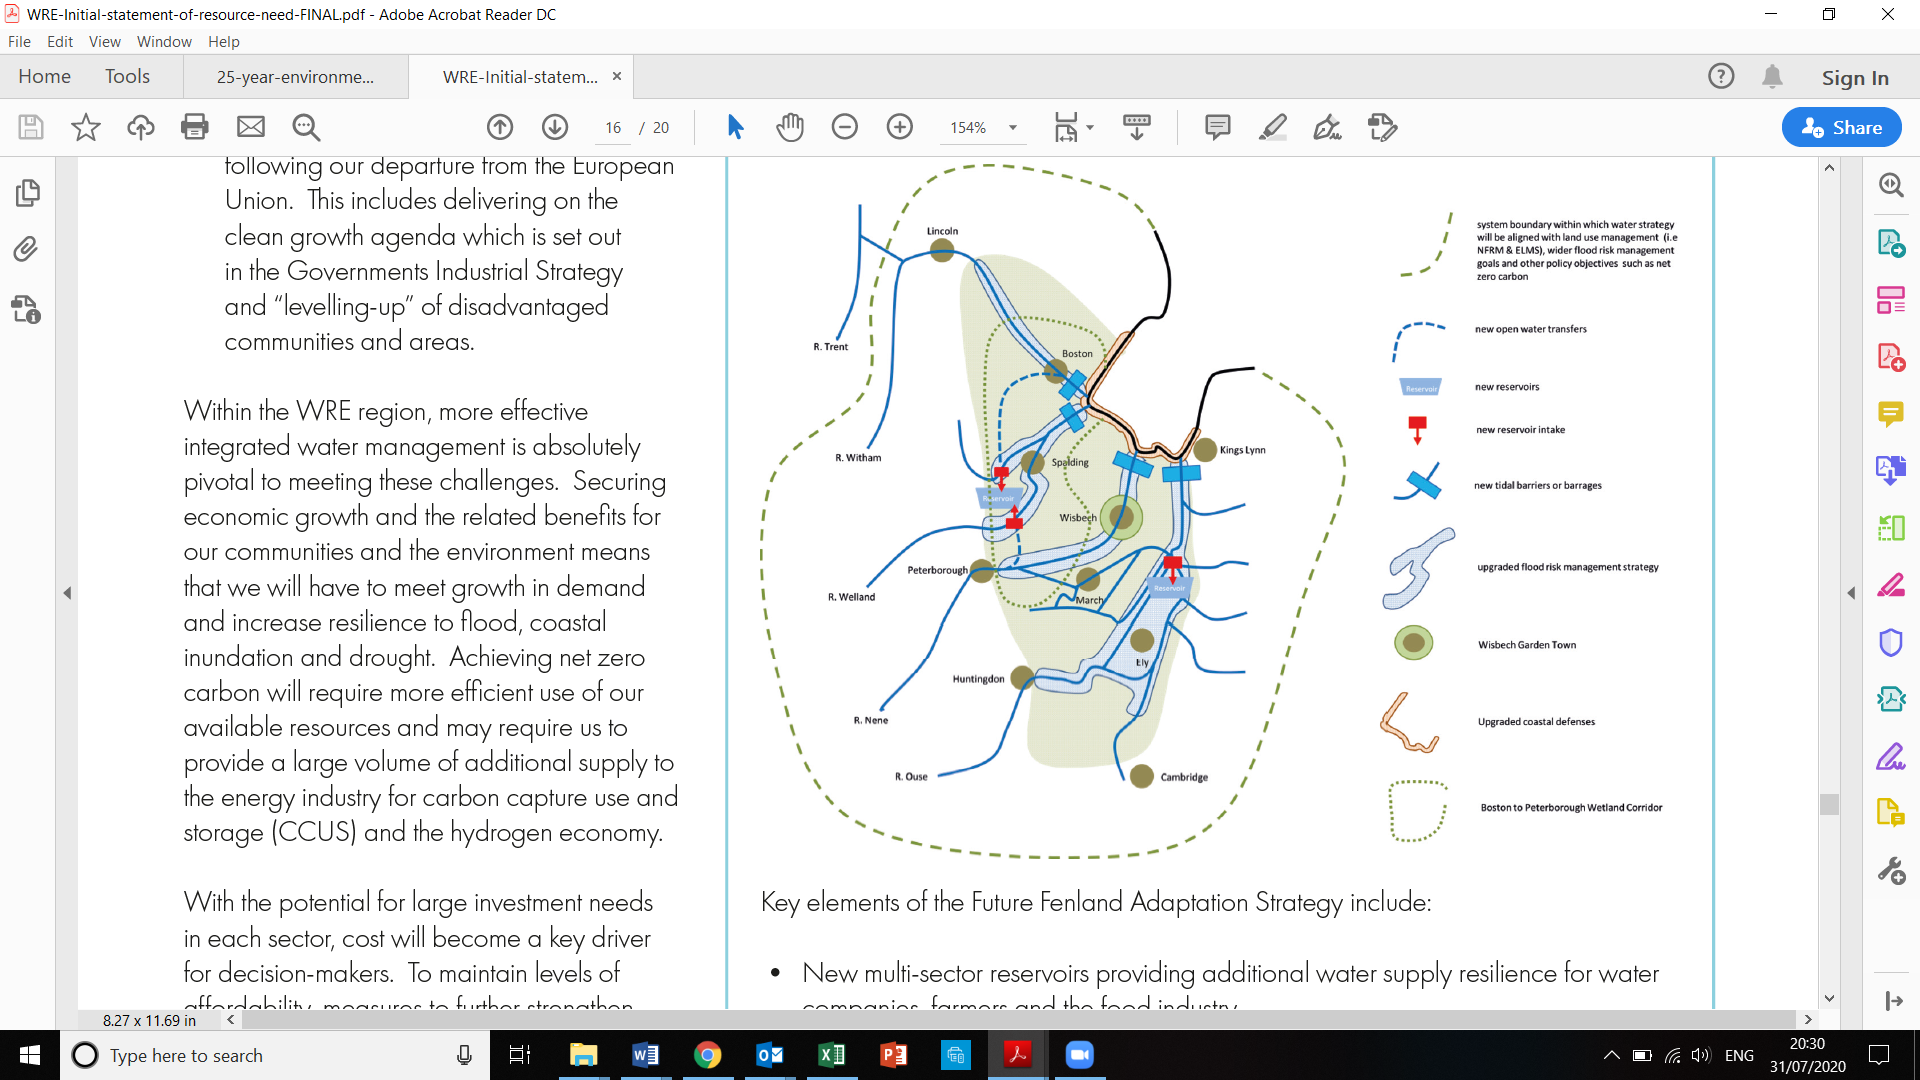 WRE-Initial-statement-of-resource-need-FINAL.pdf - Adobe Acrobat Reader DC
File Edit View Window Help
Home Tools 25-year-environme... WRE-Initial-statem... × Sign In
16 / 20 154% Share
following our departure from the European
Union. This includes delivering on the
clean growth agenda which is set out
in the Governments Industrial Strategy
and “levelling-up” of disadvantaged
communities and areas.
Within the WRE region, more effective
integrated water management is absolutely
pivotal to meeting these challenges. Securing
economic growth and the related benefits for
our communities and the environment means
that we will have to meet growth in demand
and increase resilience to flood, coastal
inundation and drought. Achieving net zero
carbon will require more efficient use of our
available resources and may require us to
provide a large volume of additional supply to
the energy industry for carbon capture use and
storage (CCUS) and the hydrogen economy.
With the potential for large investment needs
in each sector, cost will become a key driver
for decision-makers. To maintain levels of
affordability, measures to further strengthen
Lincoln
R. Trent
Boston
R. Witham
Kings Lynn
Spalding
Reservoir
Wisbech
Peterborough
R. Welland
March
Reservoir
Ely
Huntingdon
R. Nene
R. Ouse
Cambridge
system boundary within which water strategy
will be aligned with land use management (i.e
NFRM & ELMS), wider flood risk management
goals and other policy objectives such as net
zero carbon
new open water transfers
Reservoir
new reservoirs
new reservoir intake
new tidal barriers or barrages
upgraded flood risk management strategy
Wisbech Garden Town
Upgraded coastal defenses
Boston to Peterborough Wetland Corridor
Key elements of the Future Fenland Adaptation Strategy include:
• New multi-sector reservoirs providing additional water supply resilience for water
companies, farmers and the food industry
8.27 x 11.69 in
Type here to search
ENG
20:30
31/07/2020